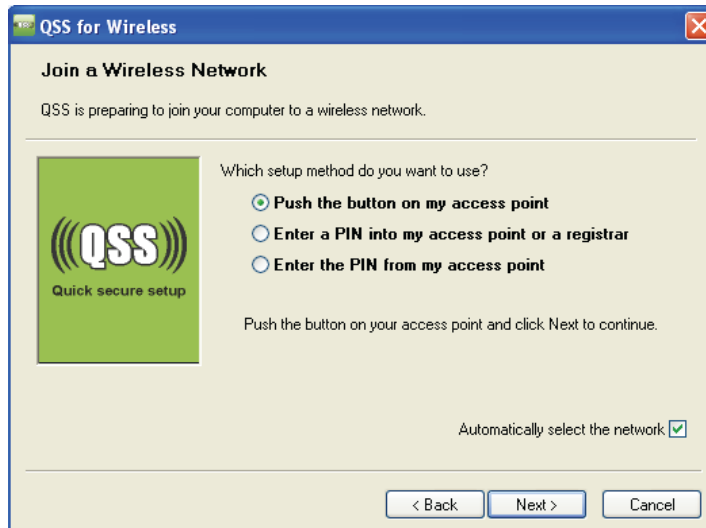 QSS for Wireless
Join a Wireless Network
QSS is preparing to join your computer to a wireless network.
Which setup method do you want to use?
Push the button on my access point
Enter a PIN into my access point or a registrar
Enter the PIN from my access point
(((QSS)))
Quick secure setup
Push the button on your access point and click Next to continue.
Automatically select the network
< Back
Next >
Cancel